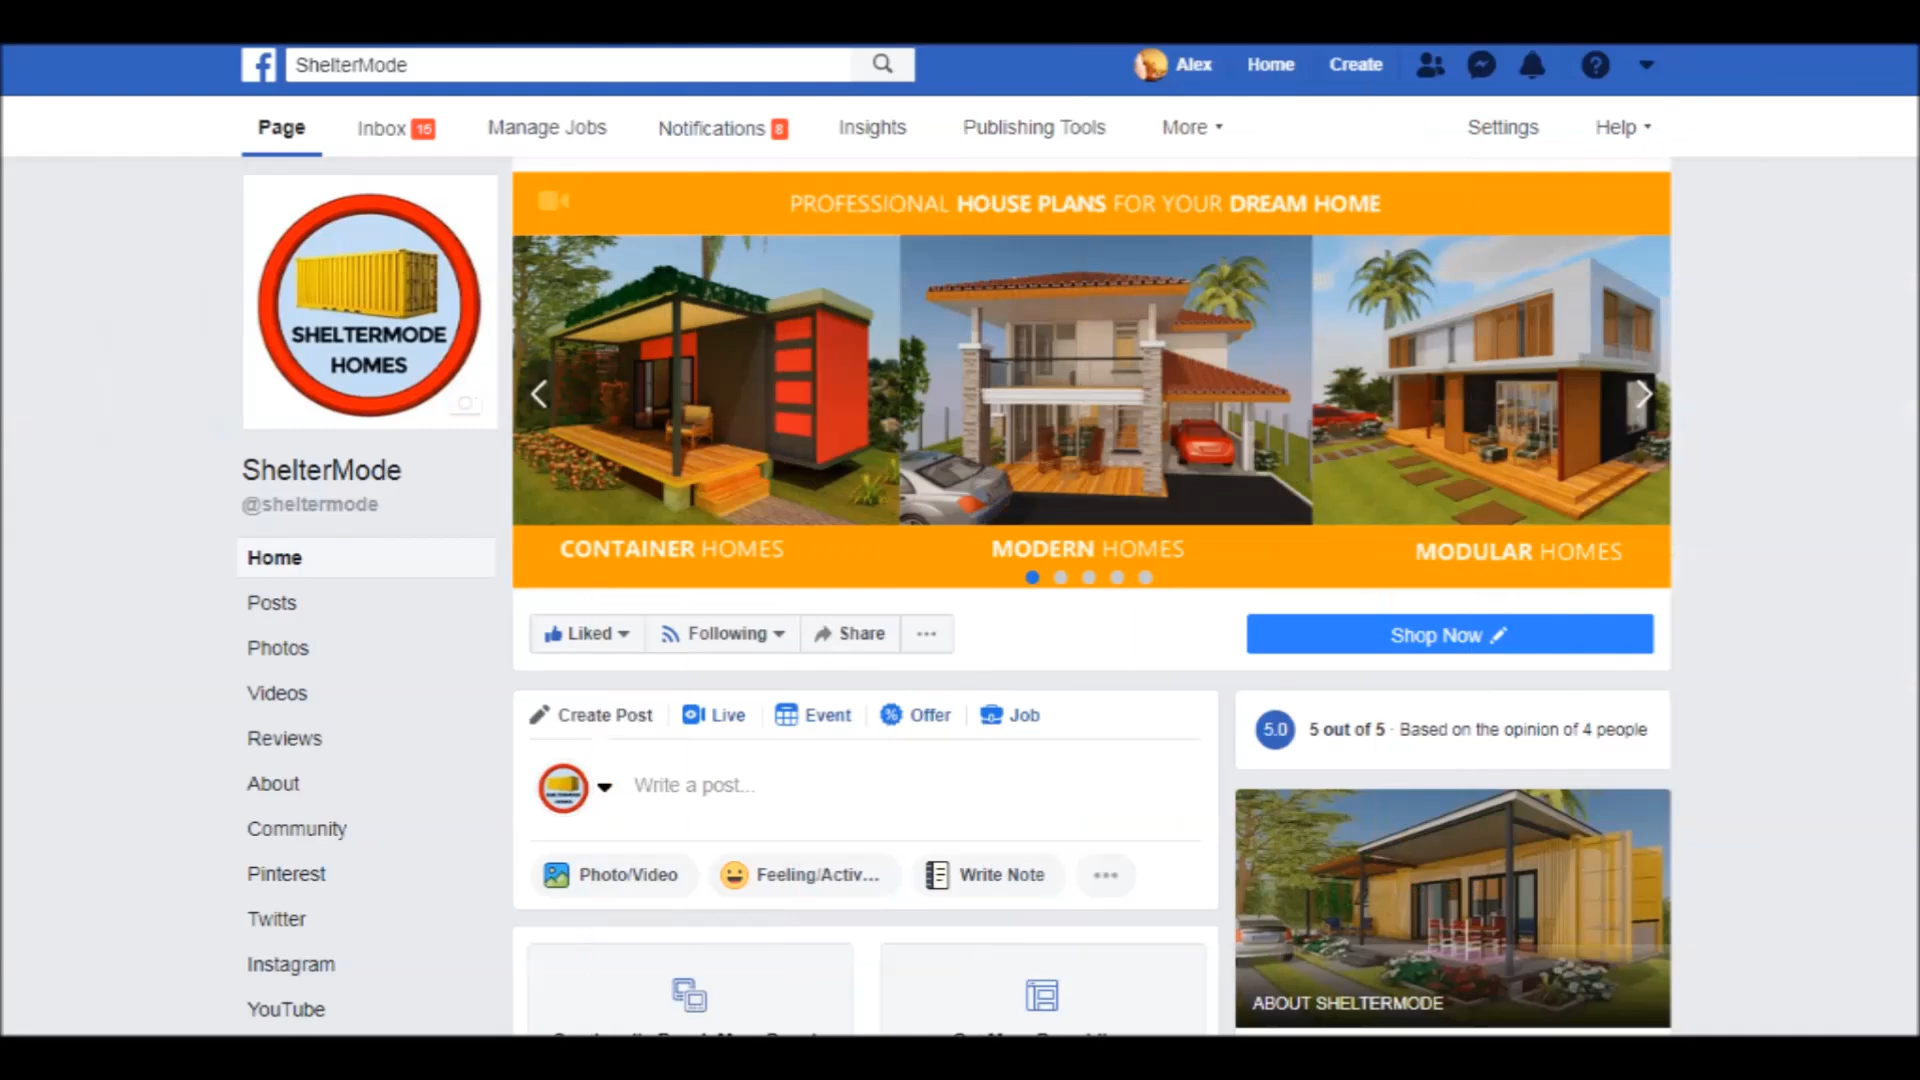 ShelterMode
Alex
Home
Create
Page
Inbox 15
Manage Jobs
Notifications 8
Insights
Publishing Tools
More
Settings
Help
PROFESSIONAL HOUSE PLANS FOR YOUR DREAM HOME
SHELTERMODE
HOMES
CONTAINER HOMES
MODERN HOMES
MODULAR HOMES
ShelterMode
@sheltermode
Home
Posts
Photos
Videos
Reviews
About
Community
Pinterest
Twitter
Instagram
YouTube
Liked
Following
Share
Shop Now
Create Post
Live
Event
Offer
Job
Write a post...
Photo/Video
Feeling/Activ...
Write Note
5.0
5 out of 5 · Based on the opinion of 4 people
ABOUT SHELTERMODE